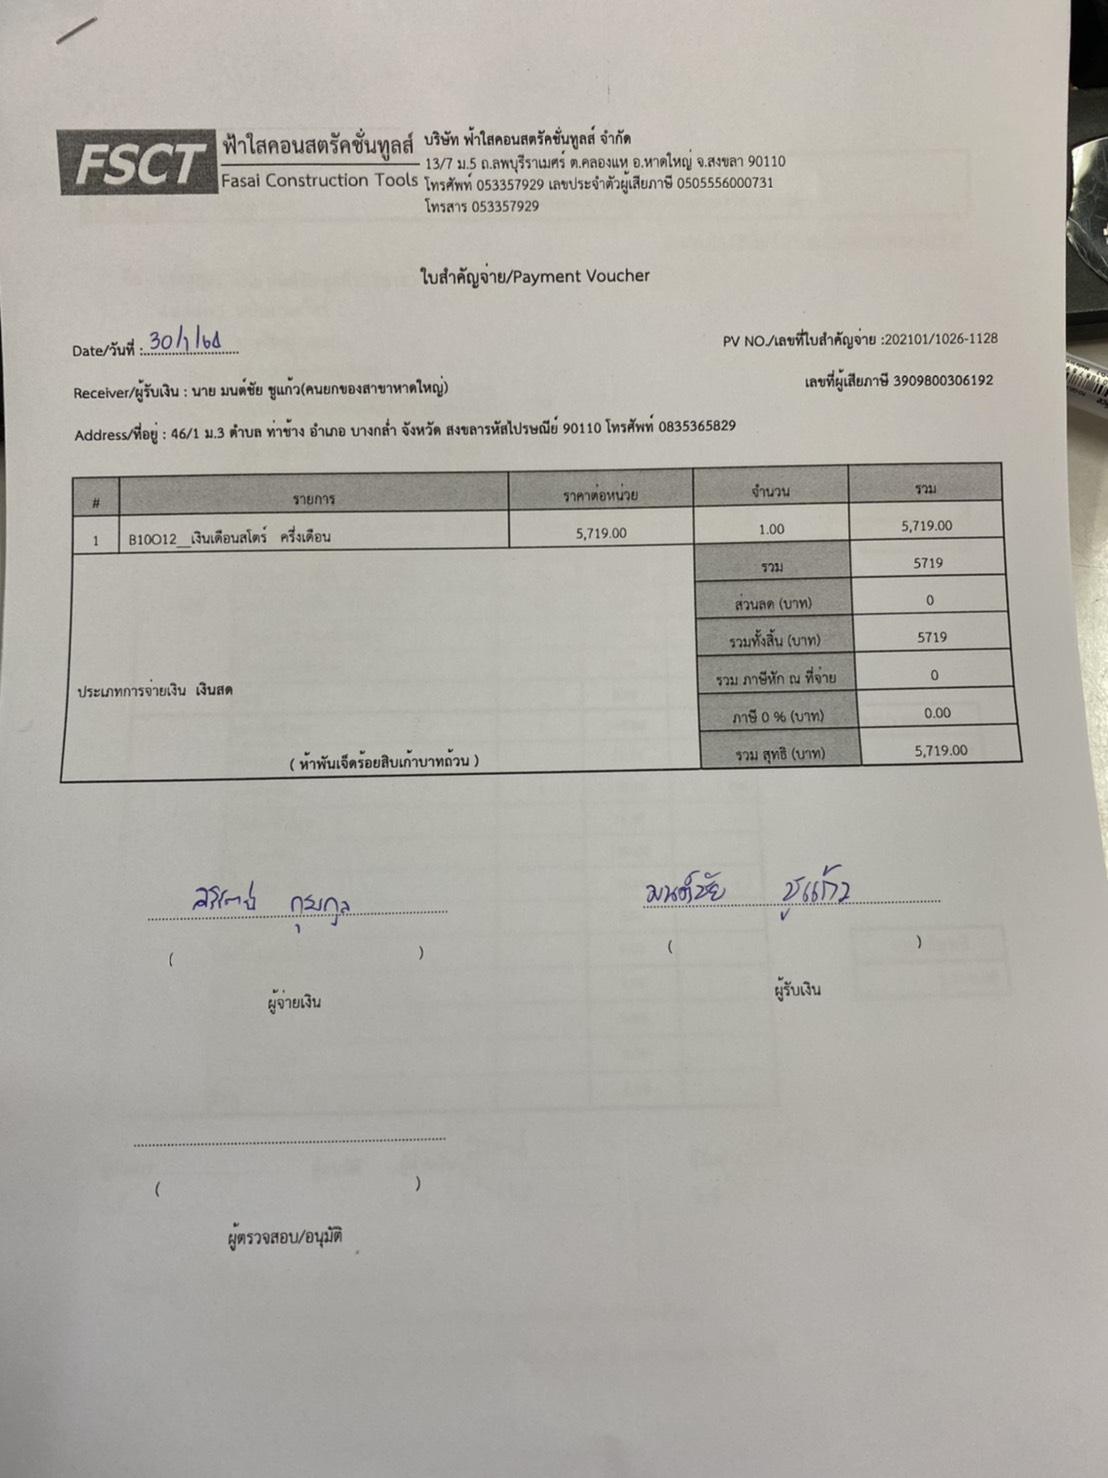 FSCT
ฟ้าใสคอนสตรัคชั่นทูลส์
Fasai Construction Tools
บริษัท ฟ้าใสคอนสตรัคชั่นทูลส์ จำกัด
13/7 ม.5 ถ.ลพบุรีราเมศร์ ต.คลองแห อ.หาดใหญ่ จ.สงขลา 90110
โทรศัพท์ 053357929 เลขประจำตัวผู้เสียภาษี 0505556000731
โทรสาร 053357929
ใบสำคัญจ่าย/Payment Voucher
Date/วันที่ : 30/1/64
PV NO./เลขที่ใบสำคัญจ่าย :202101/1026-1128
Receiver/ผู้รับเงิน : นาย มนต์ชัย ชูแก้ว(คนยกของสาขาหาดใหญ่)
เลขที่ผู้เสียภาษี 3909800306192
Address/ที่อยู่ : 46/1 ม.3 ตำบล ท่าช้าง อำเภอ บางกล่ำ จังหวัด สงขลารหัสไปรษณีย์ 90110 โทรศัพท์ 0835365829
# รายการ ราคาต่อหน่วย จำนวน รวม
1 B10O12__เงินเดือนสโตร์ ครึ่งเดือน 5,719.00 1.00 5,719.00
รวม 5719
ส่วนลด (บาท) 0
รวมทั้งสิ้น (บาท) 5719
รวม ภาษีหัก ณ ที่จ่าย 0
ประเภทการจ่ายเงิน เงินสด
ภาษี 0 % (บาท) 0.00
รวม สุทธิ (บาท) 5,719.00
( ห้าพันเจ็ดร้อยสิบเก้าบาทถ้วน )
มนต์ชัย ชูแก้ว
( )
( )
ผู้จ่ายเงิน
ผู้รับเงิน
( )
ผู้ตรวจสอบ/อนุมัติ